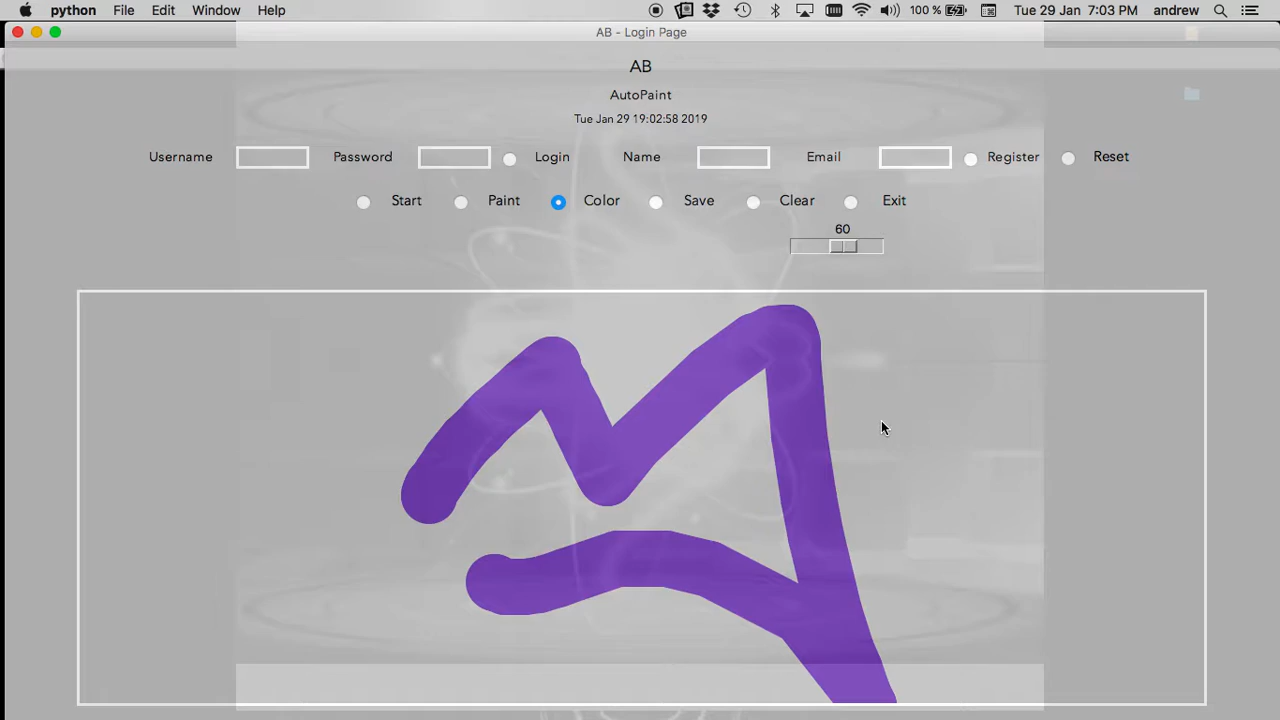 python File Edit Window Help 100 % Tue 29 Jan 7:03 PM andrew
AB - Login Page
AB
AutoPaint
Tue Jan 29 19:02:58 2019
Username Password Login Name Email Register Reset
Start Paint Color Save Clear Exit
60